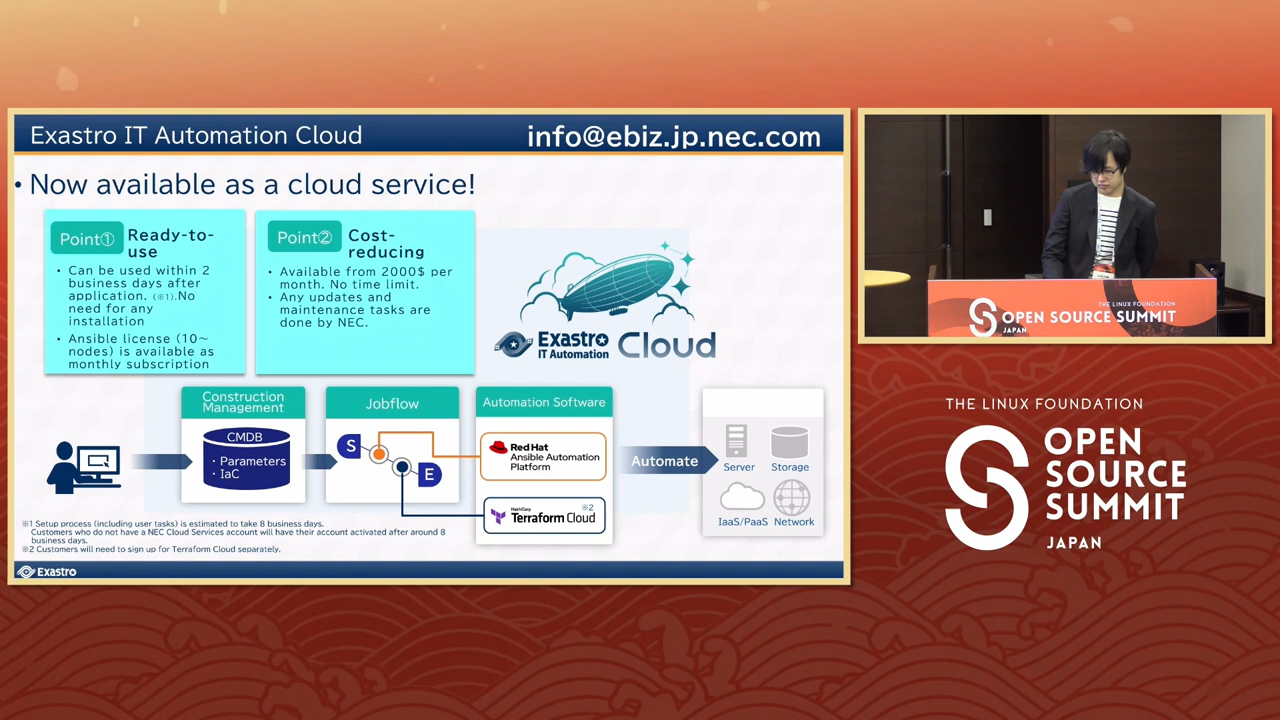 Exastro IT Automation Cloud
info@ebiz.jp.nec.com
• Now available as a cloud service!
Point①
Ready-to-
use
• Can be used within 2
business days after
application. (※1).No
need for any
installation
• Ansible license (10~
nodes) is available as
monthly subscription
Point②
Cost-
reducing
• Available from 2000$ per
month. No time limit.
• Any updates and
maintenance tasks are
done by NEC.
Exastro
IT Automation
Cloud
Construction
Management
CMDB
・Parameters
・IaC
Jobflow
S
E
Automation Software
Red Hat
Ansible Automation
Platform
※2
HashiCorp
Terraform Cloud
Automate
Server
Storage
IaaS/PaaS
Network
※1 Setup process (including user tasks) is estimated to take 8 business days.
Customers who do not have a NEC Cloud Services account will have their account activated after around 8
business days.
※2 Customers will need to sign up for Terraform Cloud separately.
Exastro
THE LINUX FOUNDATION
OPEN SOURCE SUMMIT
JAPAN
THE LINUX FOUNDATION
OPEN
SOURCE
SUMMIT
JAPAN